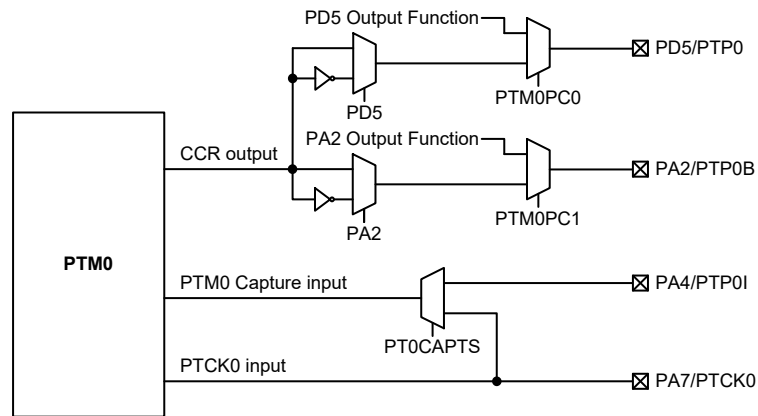 PD5 Output Function
PD5/PTP0
PTM0PC0
PD5
PA2 Output Function
CCR output
PA2/PTP0B
PTM0PC1
PA2
PTM0
PTM0 Capture input
PA4/PTP0I
PT0CAPTS
PTCK0 input
PA7/PTCK0